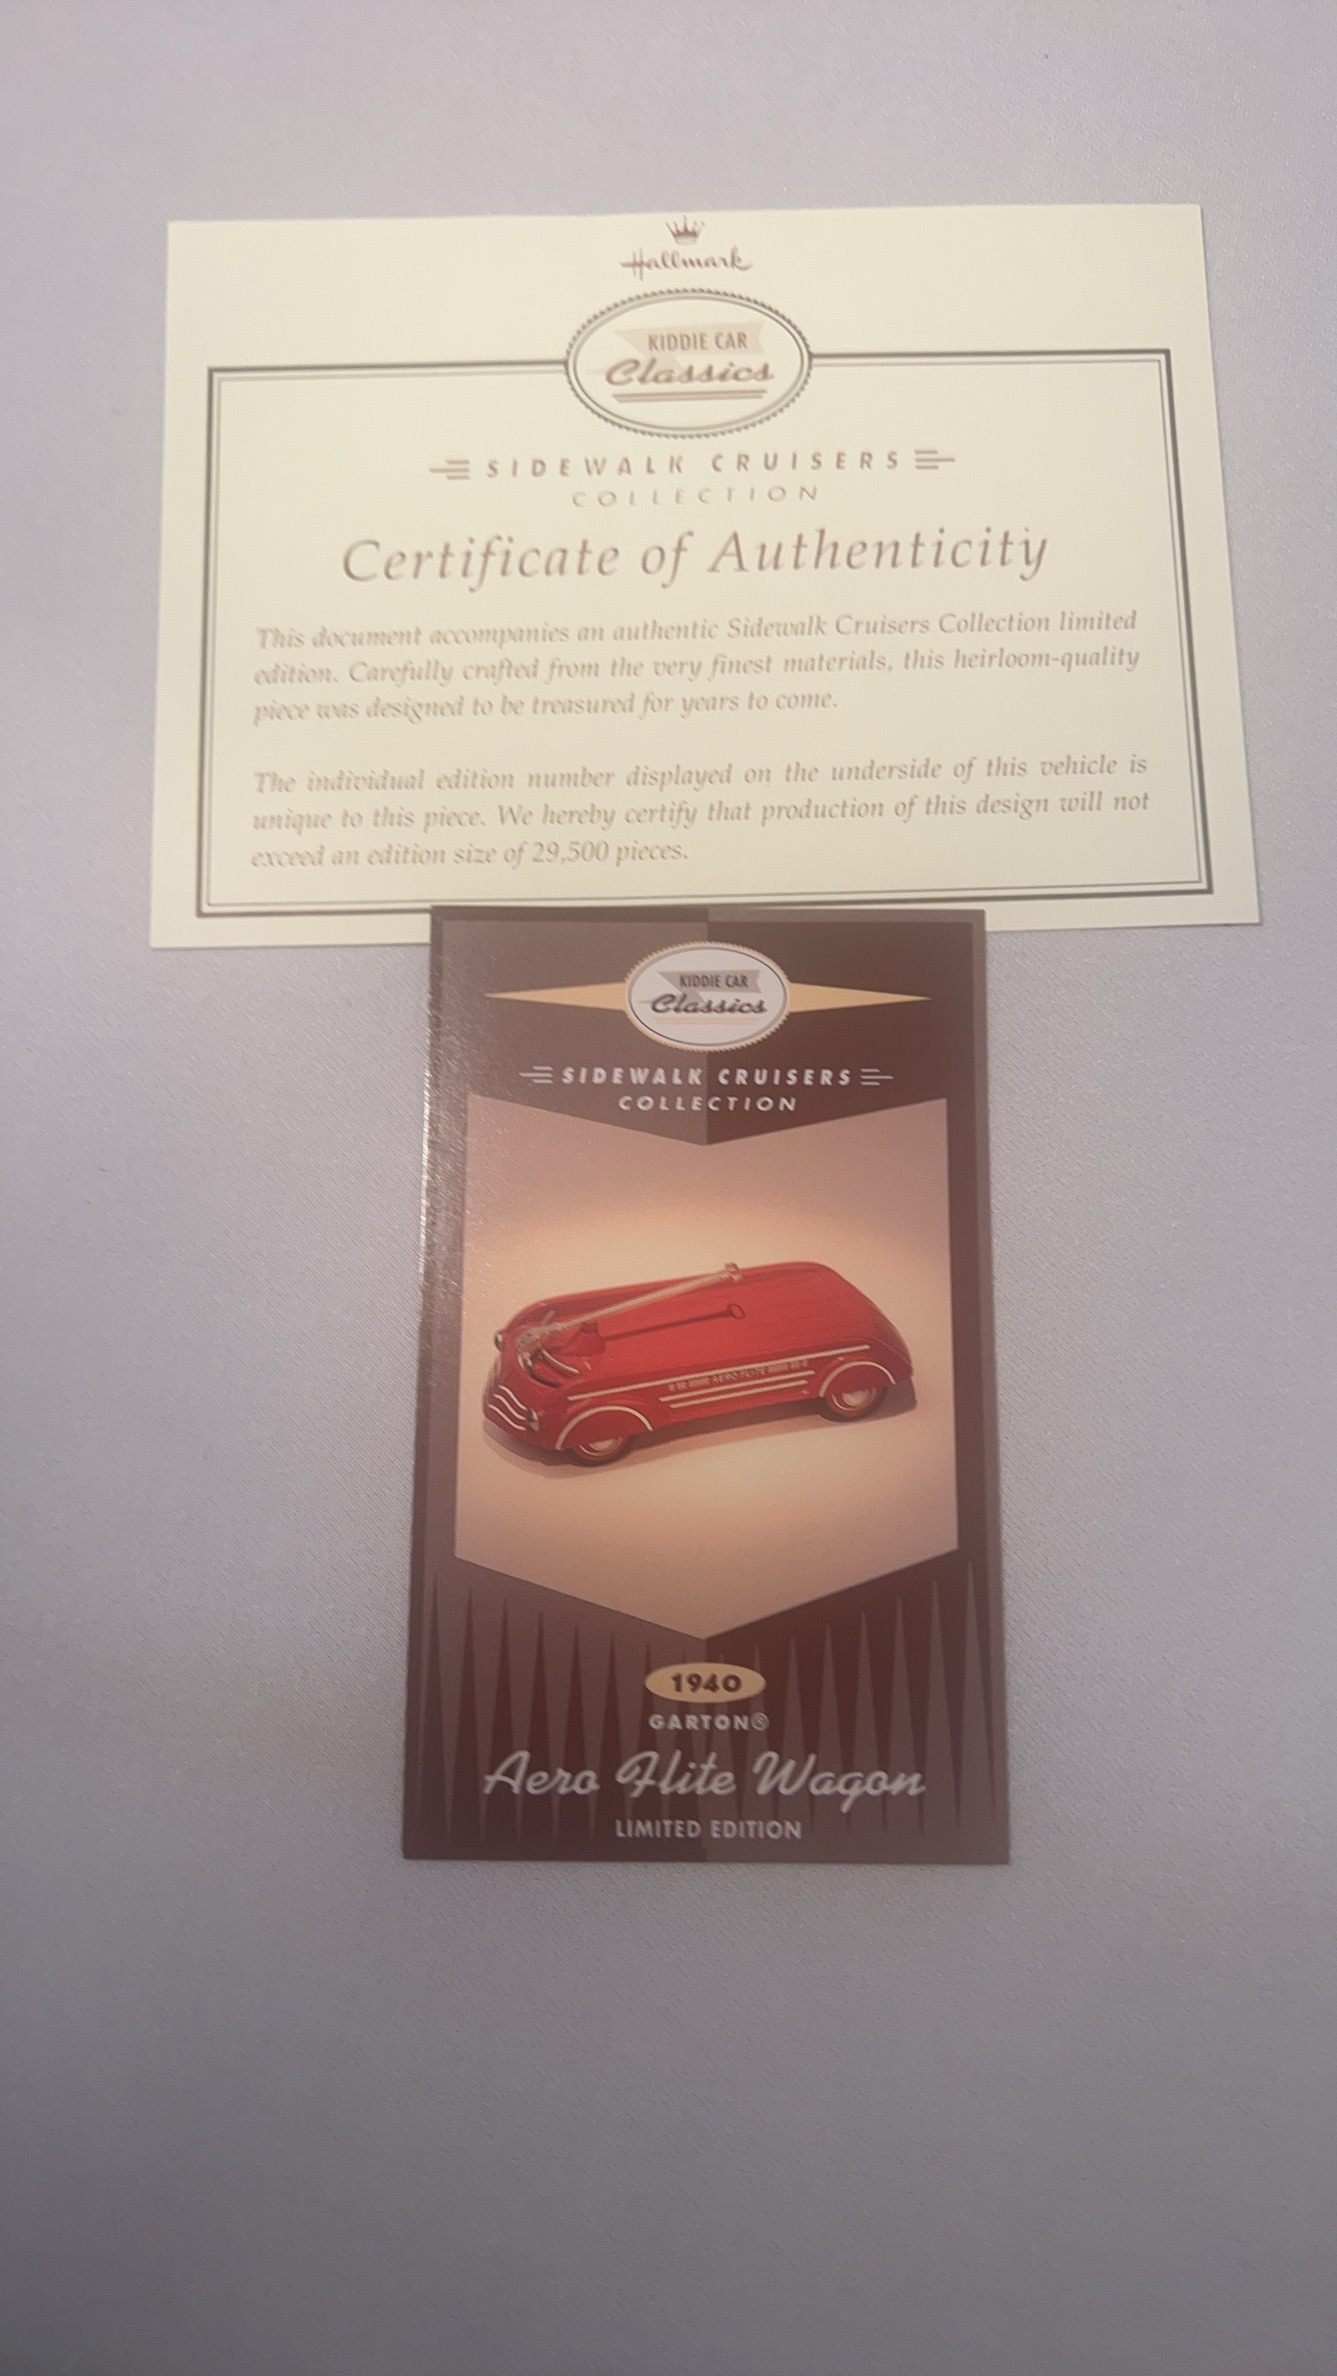 Hallmark
KIDDIE CAR
Classics
SIDEWALK CRUISERS
COLLECTION
Certificate of Authenticity
This document accompanies an authentic Sidewalk Cruisers Collection limited
edition. Carefully crafted from the very finest materials, this heirloom-quality
piece was designed to be treasured for years to come.
The individual edition number displayed on the underside of this vehicle is
unique to this piece. We hereby certify that production of this design will not
exceed an edition size of 29,500 pieces.
KIDDIE CAR
Classics
SIDEWALK CRUISERS
COLLECTION
AERO FLITE
1940
GARTON®
Aero Flite Wagon
LIMITED EDITION